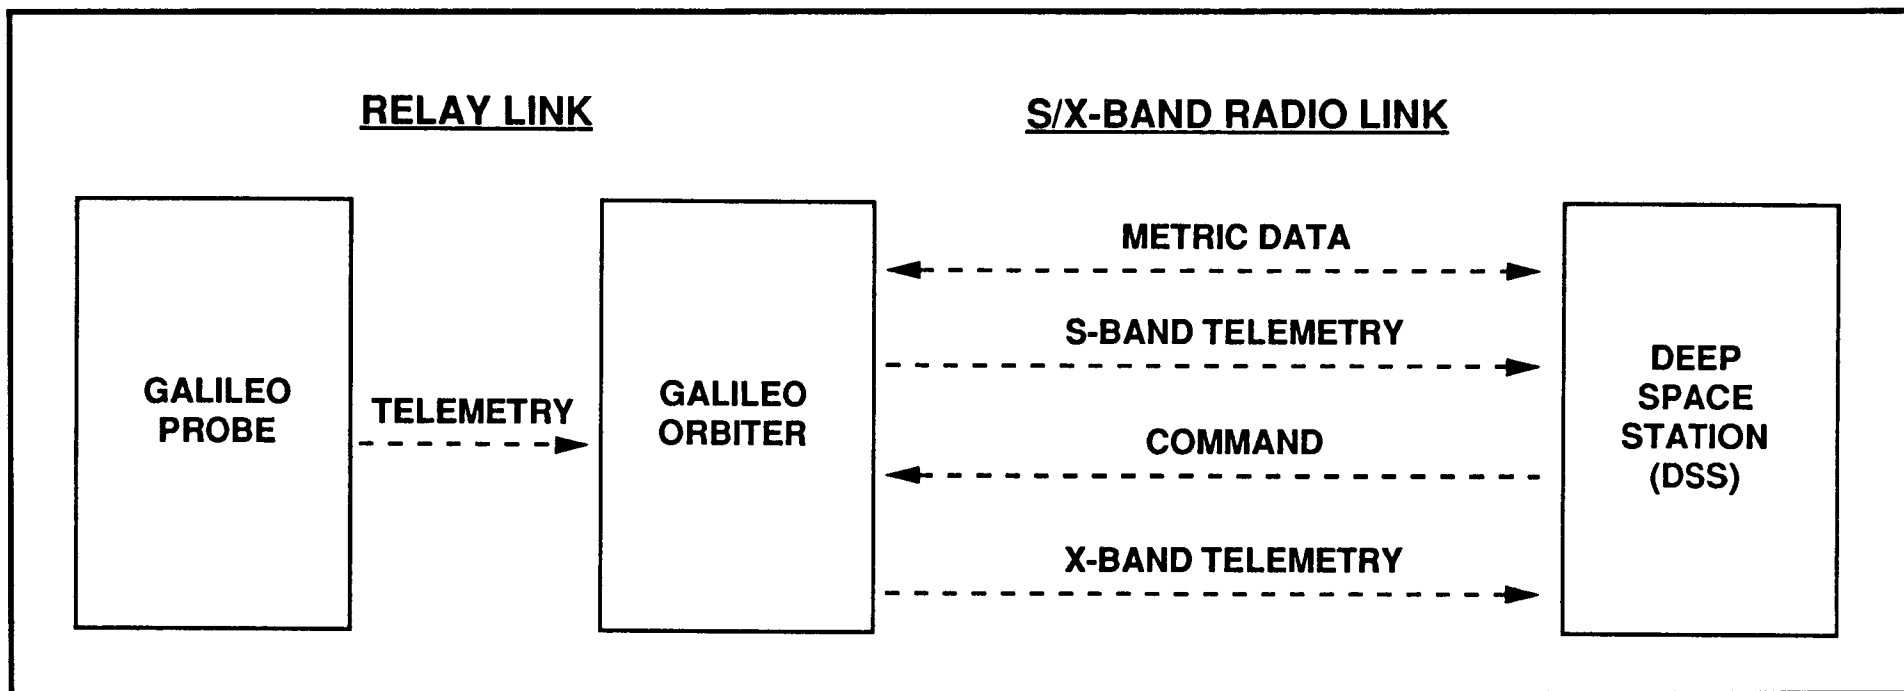 RELAY LINK
S/X-BAND RADIO LINK
GALILEO
PROBE
TELEMETRY
GALILEO
ORBITER
METRIC DATA
S-BAND TELEMETRY
COMMAND
X-BAND TELEMETRY
DEEP
SPACE
STATION
(DSS)